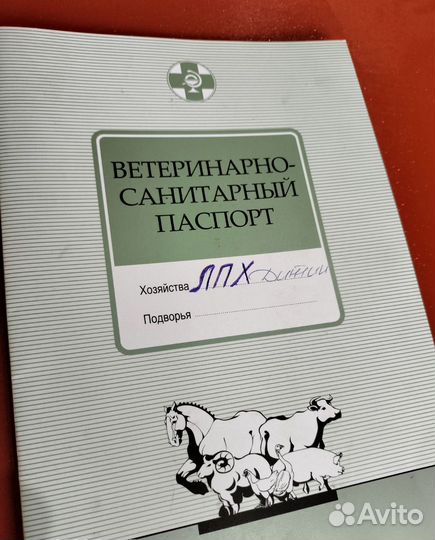 ВЕТЕРИНАРНО-
САНИТАРНЫЙ
ПАСПОРТ
Хозяйства ЛПХ
Подворья
Avito